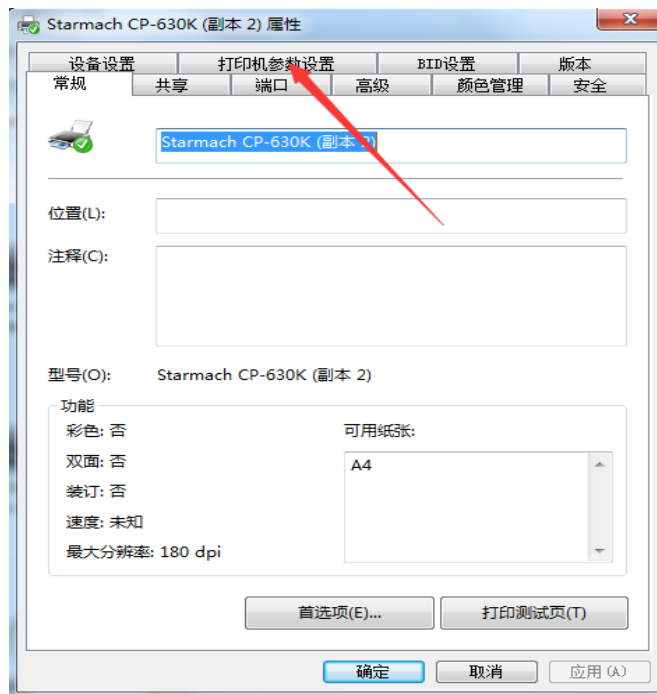 Starmach CP-630K (副本 2) 属性
设备设置 打印机参数设置 BID设置 版本
常规 共享 端口 高级 颜色管理 安全
Starmach CP-630K (副本 2)
位置(L):
注释(C):
型号(O): Starmach CP-630K (副本 2)
功能
彩色: 否 可用纸张:
双面: 否 A4
装订: 否
速度: 未知
最大分辨率: 180 dpi
首选项(E)... 打印测试页(T)
确定 取消 应用(A)